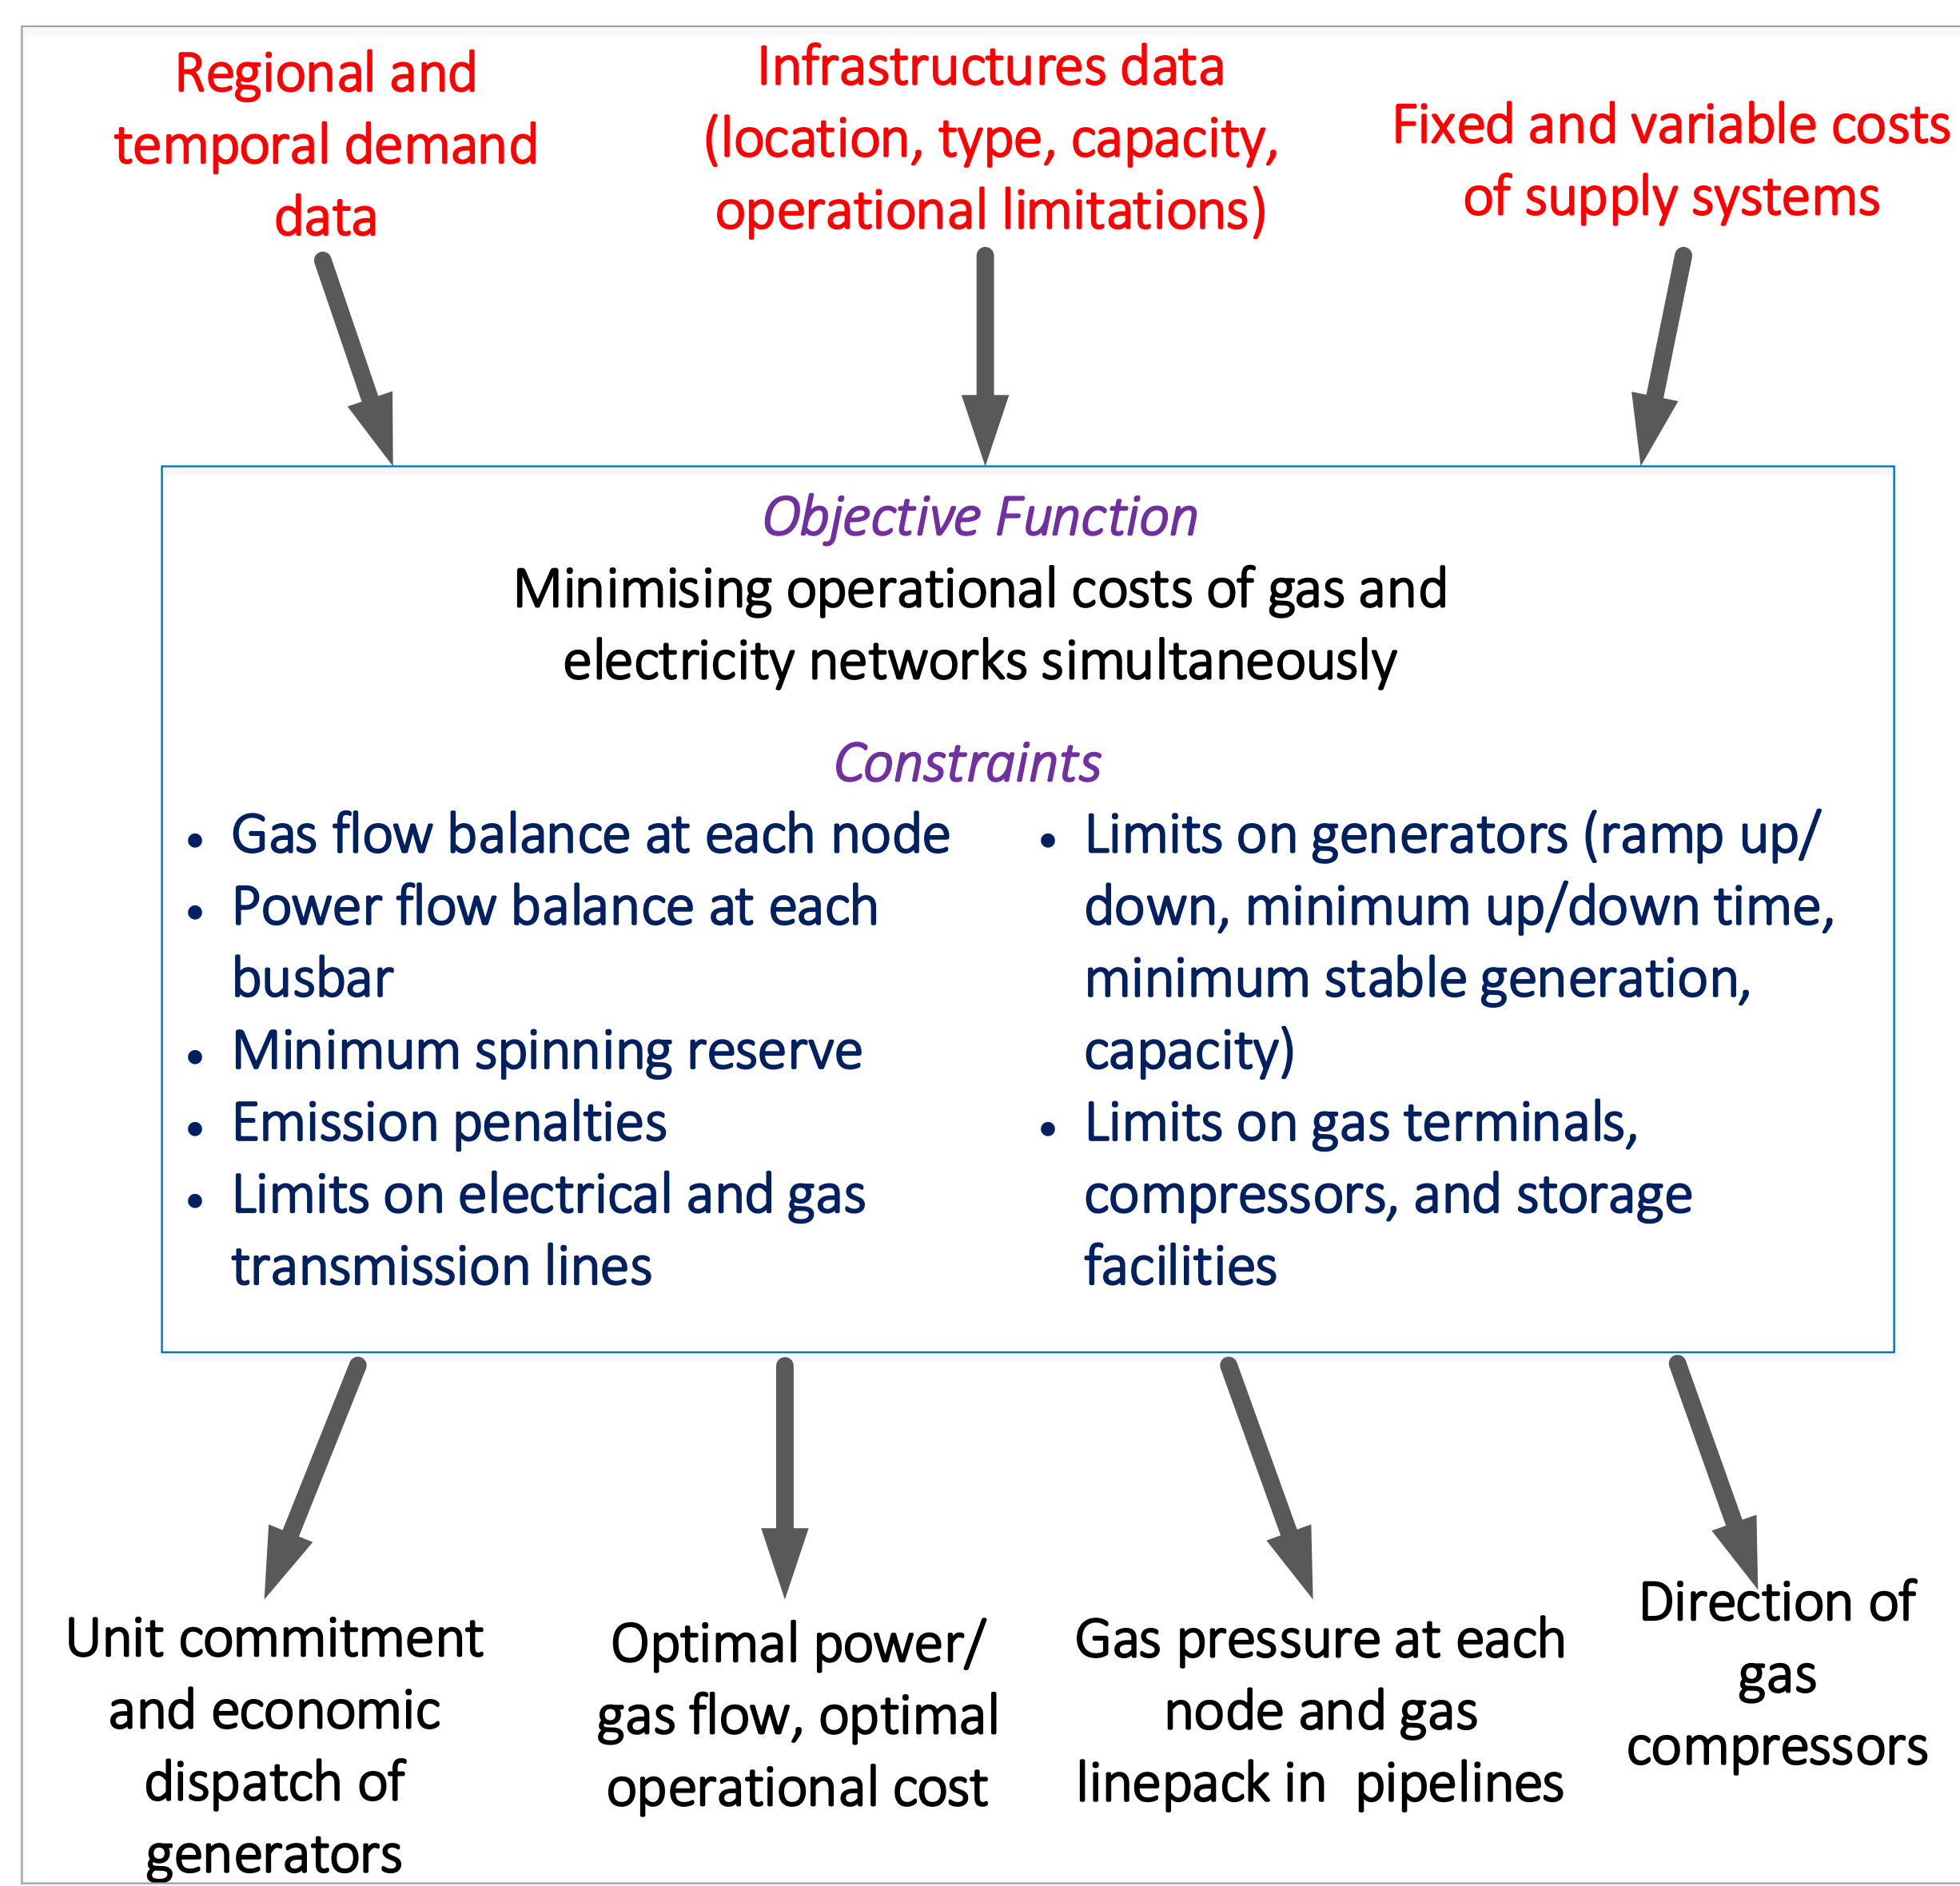 Regional and
temporal demand
data
Infrastructures data
(location, type, capacity,
operational limitations)
Fixed and variable costs
of supply systems
Objective Function
Minimising operational costs of gas and
electricity networks simultaneously
Constraints
• Gas flow balance at each node
• Power flow balance at each
busbar
• Minimum spinning reserve
• Emission penalties
• Limits on electrical and gas
transmission lines
• Limits on generators (ramp up/
down, minimum up/down time,
minimum stable generation,
capacity)
• Limits on gas terminals,
compressors, and storage
facilities
Unit commitment
and economic
dispatch of
generators
Optimal power/
gas flow, optimal
operational cost
Gas pressure at each
node and gas
linepack in pipelines
Direction of
gas
compressors